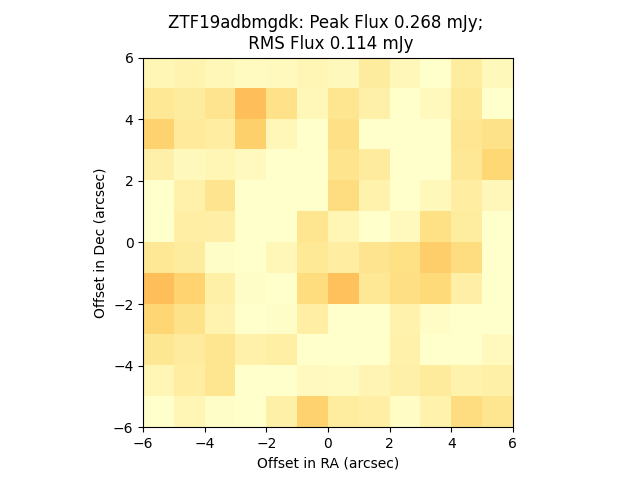 ZTF19adbmgdk: Peak Flux 0.268 mJy;
RMS Flux 0.114 mJy
6
4
2
0
−2
−4
−6
Offset in Dec (arcsec)
−6 −4 −2 0 2 4 6
Offset in RA (arcsec)